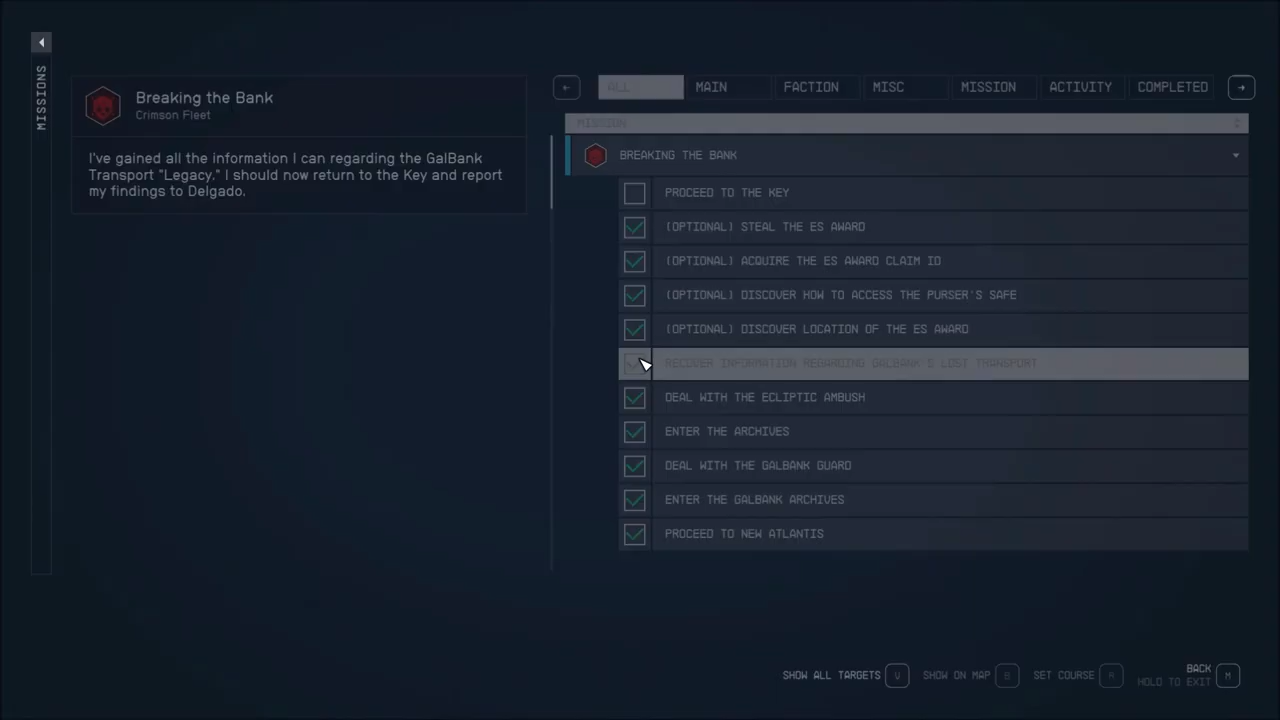 MISSIONS
Breaking the Bank
Crimson Fleet
I've gained all the information I can regarding the GalBank
Transport "Legacy." I should now return to the Key and report
my findings to Delgado.
ALL MAIN FACTION MISC MISSION ACTIVITY COMPLETED
MISSION
BREAKING THE BANK
PROCEED TO THE KEY
(OPTIONAL) STEAL THE ES AWARD
(OPTIONAL) ACQUIRE THE ES AWARD CLAIM ID
(OPTIONAL) DISCOVER HOW TO ACCESS THE PURSER'S SAFE
(OPTIONAL) DISCOVER LOCATION OF THE ES AWARD
RECOVER INFORMATION REGARDING GALBANK'S LOST TRANSPORT
DEAL WITH THE ECLIPTIC AMBUSH
ENTER THE ARCHIVES
DEAL WITH THE GALBANK GUARD
ENTER THE GALBANK ARCHIVES
PROCEED TO NEW ATLANTIS
SHOW ALL TARGETS V SHOW ON MAP B SET COURSE R BACK M
HOLD TO EXIT